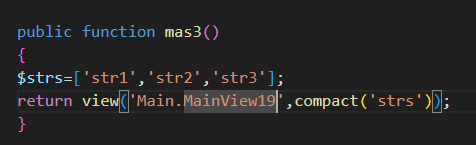 public function mas3()
{
$strs=['str1','str2','str3'];
return view('Main.MainView19',compact('strs'));
}